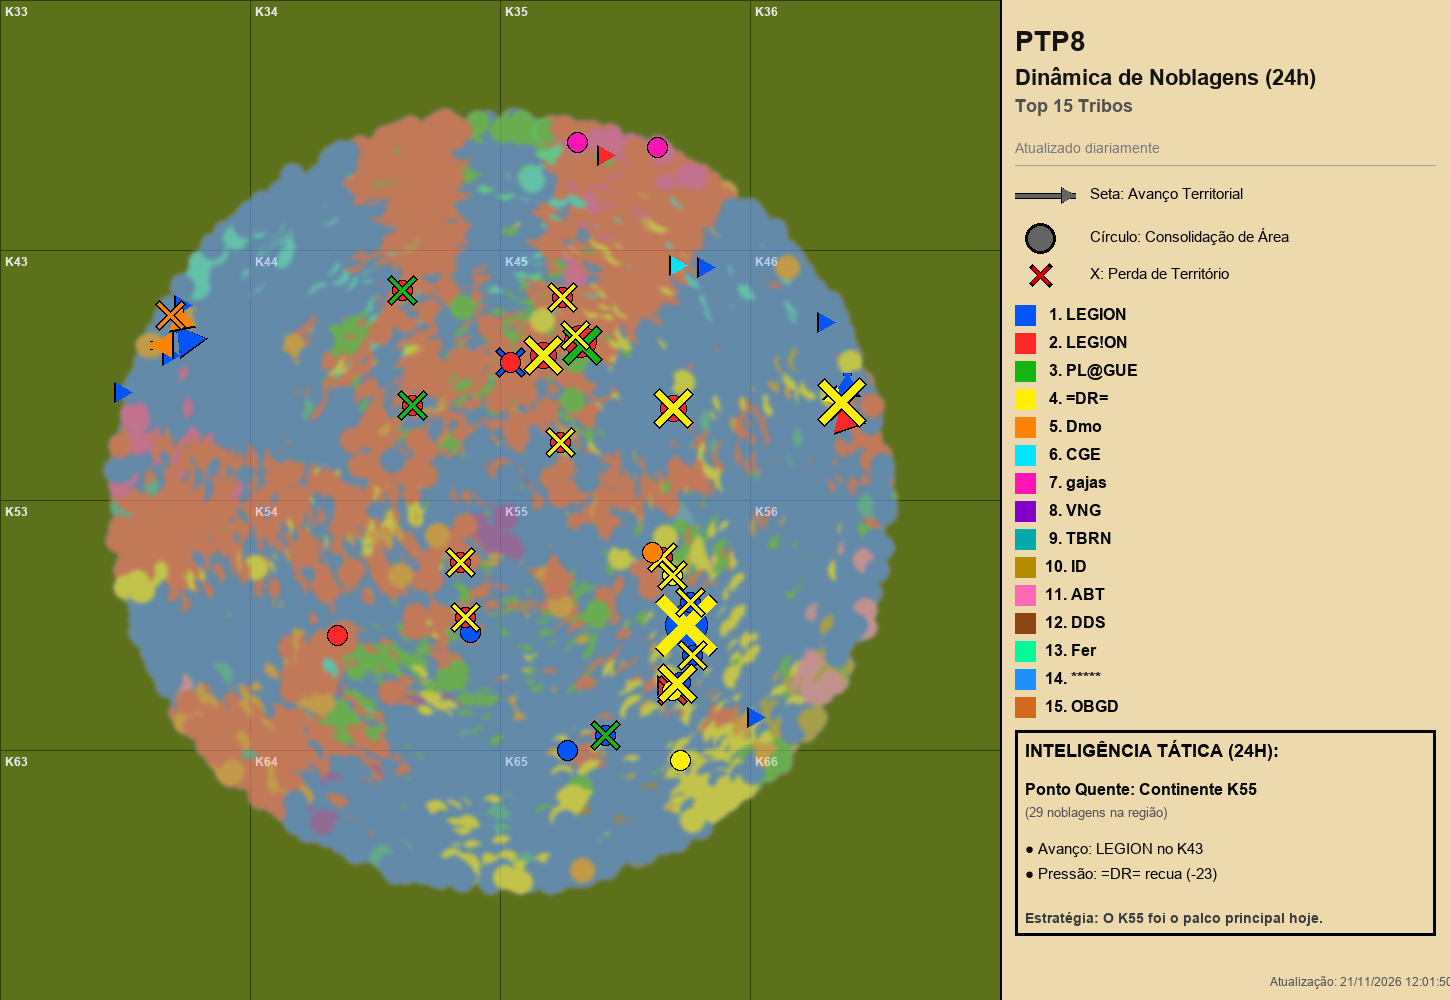 K33
K34
K35
K36
K43
K44
K45
K46
K53
K54
K55
K56
K63
K64
K65
K66
PTP8
Dinâmica de Noblagens (24h)
Top 15 Tribos
Atualizado diariamente
Seta: Avanço Territorial
Círculo: Consolidação de Área
X: Perda de Território
1. LEGION
2. LEG!ON
3. PL@GUE
4. =DR=
5. Dmo
6. CGE
7. gajas
8. VNG
9. TBRN
10. ID
11. ABT
12. DDS
13. Fer
14. *****
15. OBGD
INTELIGÊNCIA TÁTICA (24H):
Ponto Quente: Continente K55
(29 noblagens na região)
● Avanço: LEGION no K43
● Pressão: =DR= recua (-23)
Estratégia: O K55 foi o palco principal hoje.
Atualização: 21/11/2026 12:01:50